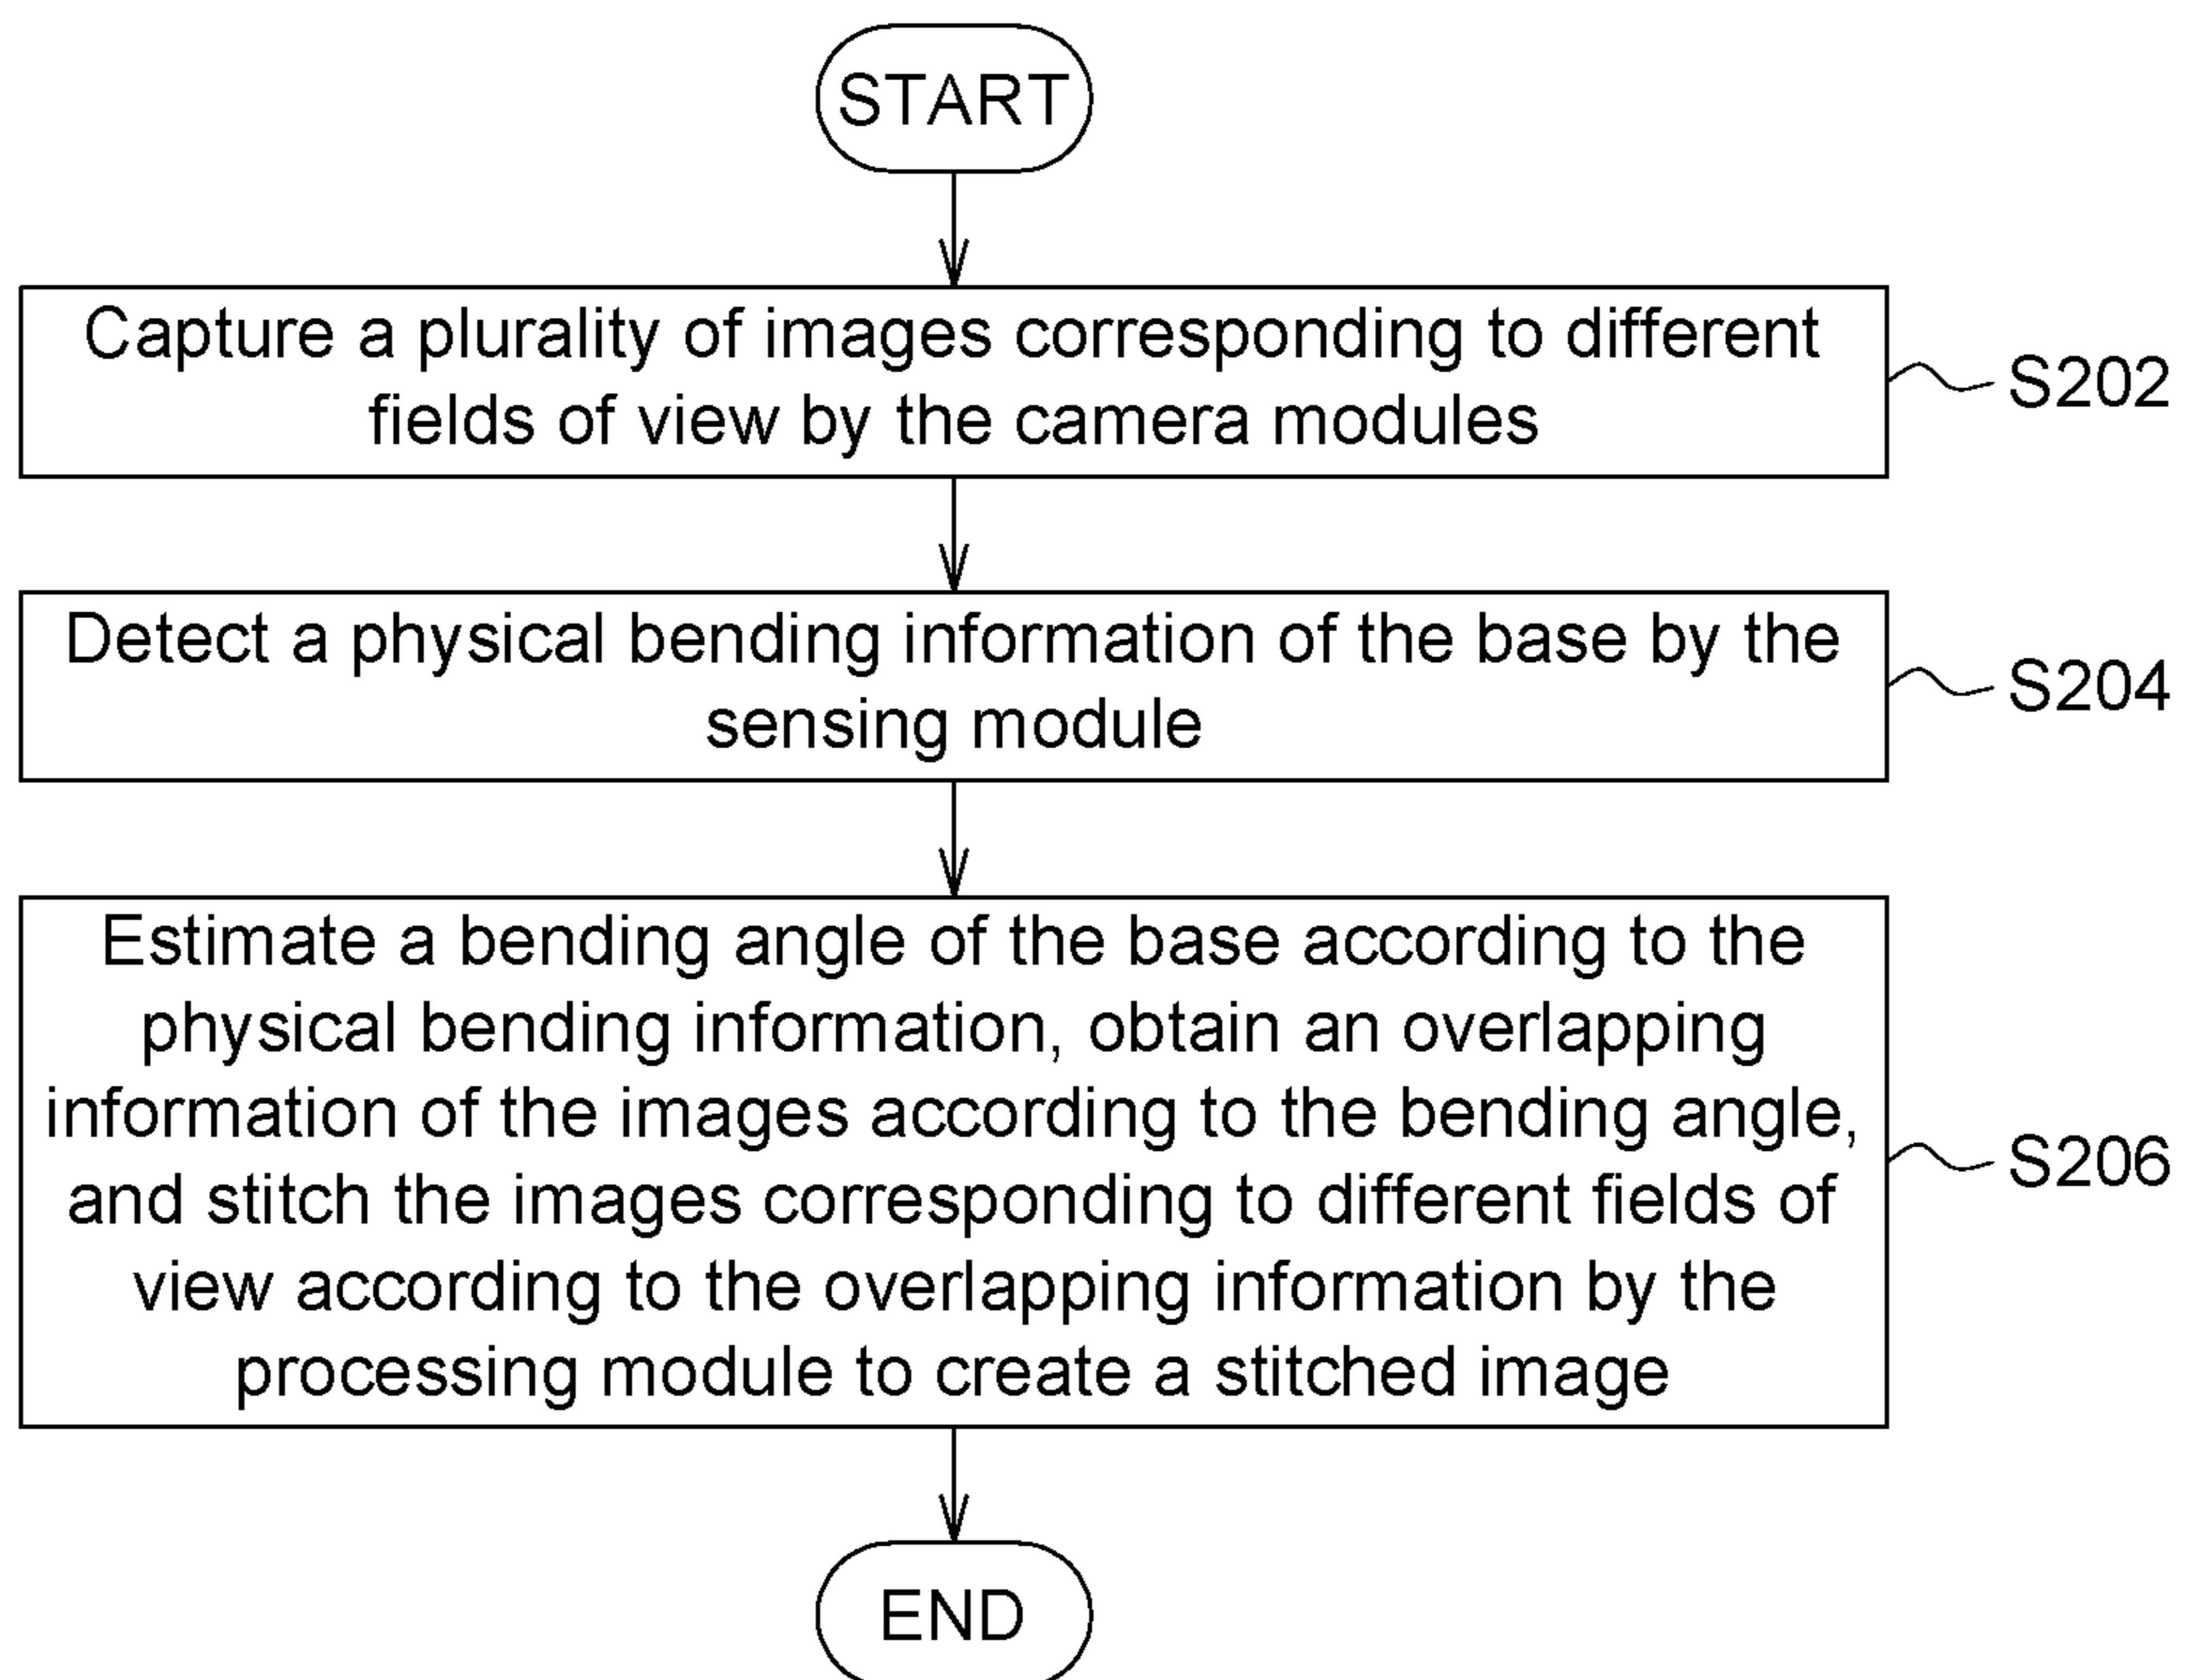 START
Capture a plurality of images corresponding to different
fields of view by the camera modules
S202
Detect a physical bending information of the base by the
sensing module
S204
Estimate a bending angle of the base according to the
physical bending information, obtain an overlapping
information of the images according to the bending angle,
and stitch the images corresponding to different fields of
view according to the overlapping information by the
processing module to create a stitched image
S206
END